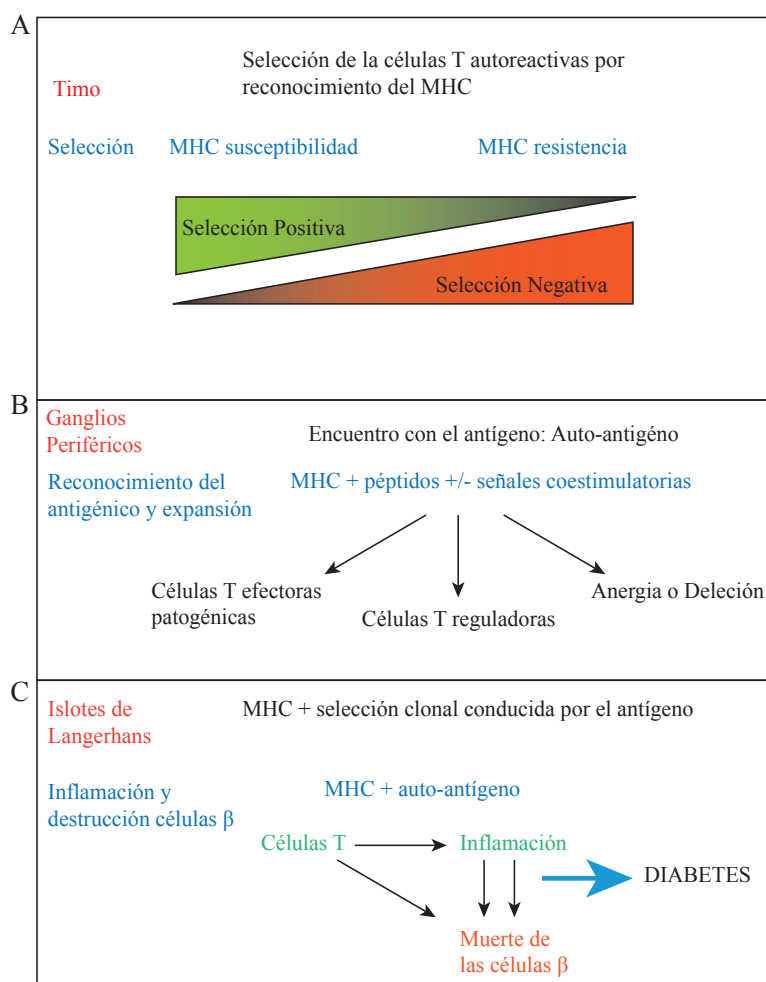 A
Selección de la células T autoreactivas por
reconocimiento del MHC
Timo
Selección
MHC susceptibilidad
MHC resistencia
Selección Positiva
Selección Negativa
B
Ganglios
Periféricos
Encuentro con el antígeno: Auto-antigéno
Reconocimiento del
antigénico y expansión
MHC + péptidos +/- señales coestimulatorias
Células T efectoras
patogénicas
Células T reguladoras
Anergia o Deleción
C
Islotes de
Langerhans
MHC + selección clonal conducida por el antígeno
Inflamación y
destrucción células β
MHC + auto-antígeno
Células T
Inflamación
DIABETES
Muerte de
las células β